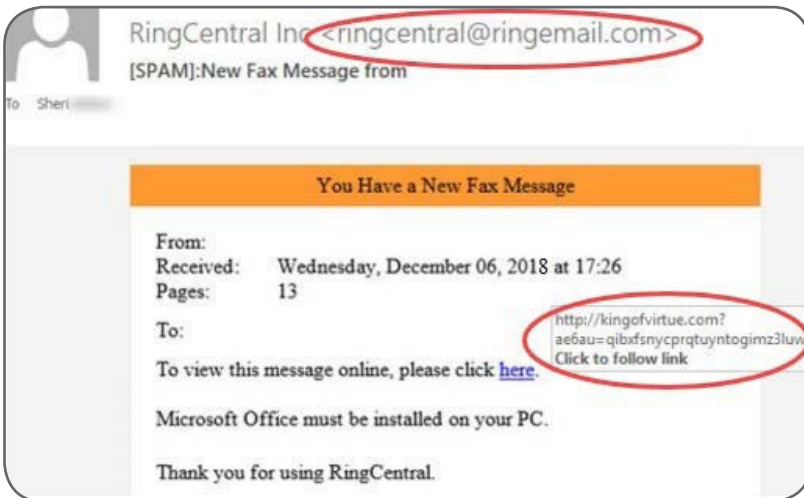 RingCentral Inc <ringcentral@ringemail.com>
[SPAM]:New Fax Message from
To Sheri
You Have a New Fax Message
From:
Received: Wednesday, December 06, 2018 at 17:26
Pages: 13
To:
http://kingofvirtue.com?
ae6au=qibxfsnycprqtuyntogimz3luw
Click to follow link
To view this message online, please click here.
Microsoft Office must be installed on your PC.
Thank you for using RingCentral.